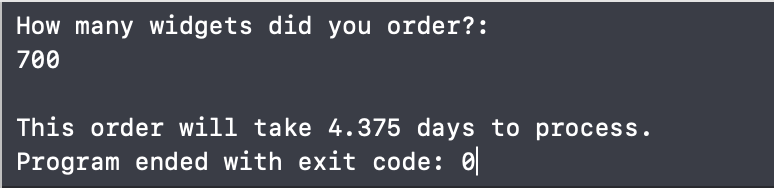 How many widgets did you order?:
700
This order will take 4.375 days to process.
Program ended with exit code: 0